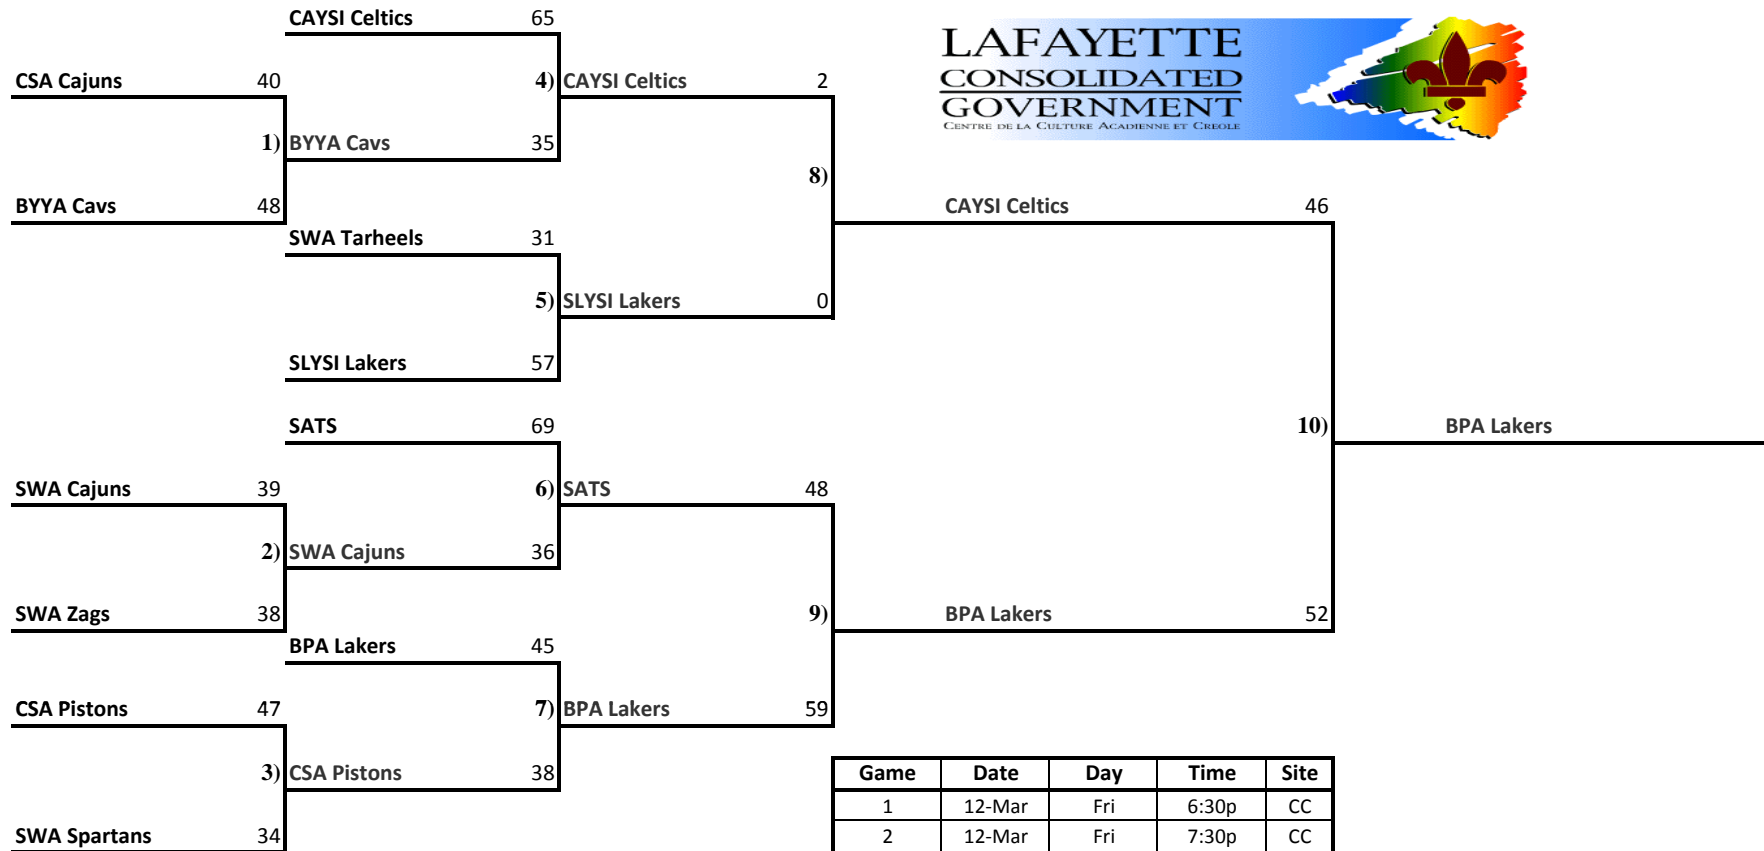 CAYSI Celtics 65
LAFAYETTE
CONSOLIDATED
GOVERNMENT
CENTRE DE LA CULTURE ACADIENNE ET CREOLE
CSA Cajuns 40
4) CAYSI Celtics 2
1) BYYA Cavs 35
8)
BYYA Cavs 48
CAYSI Celtics 46
SWA Tarheels 31
5) SLYSI Lakers 0
SLYSI Lakers 57
SATS 69
10) BPA Lakers
SWA Cajuns 39
6) SATS 48
2) SWA Cajuns 36
SWA Zags 38
9) BPA Lakers 52
BPA Lakers 45
CSA Pistons 47
7) BPA Lakers 59
3) CSA Pistons 38
Game Date Day Time Site
1 12-Mar Fri 6:30p CC
SWA Spartans 34
2 12-Mar Fri 7:30p CC